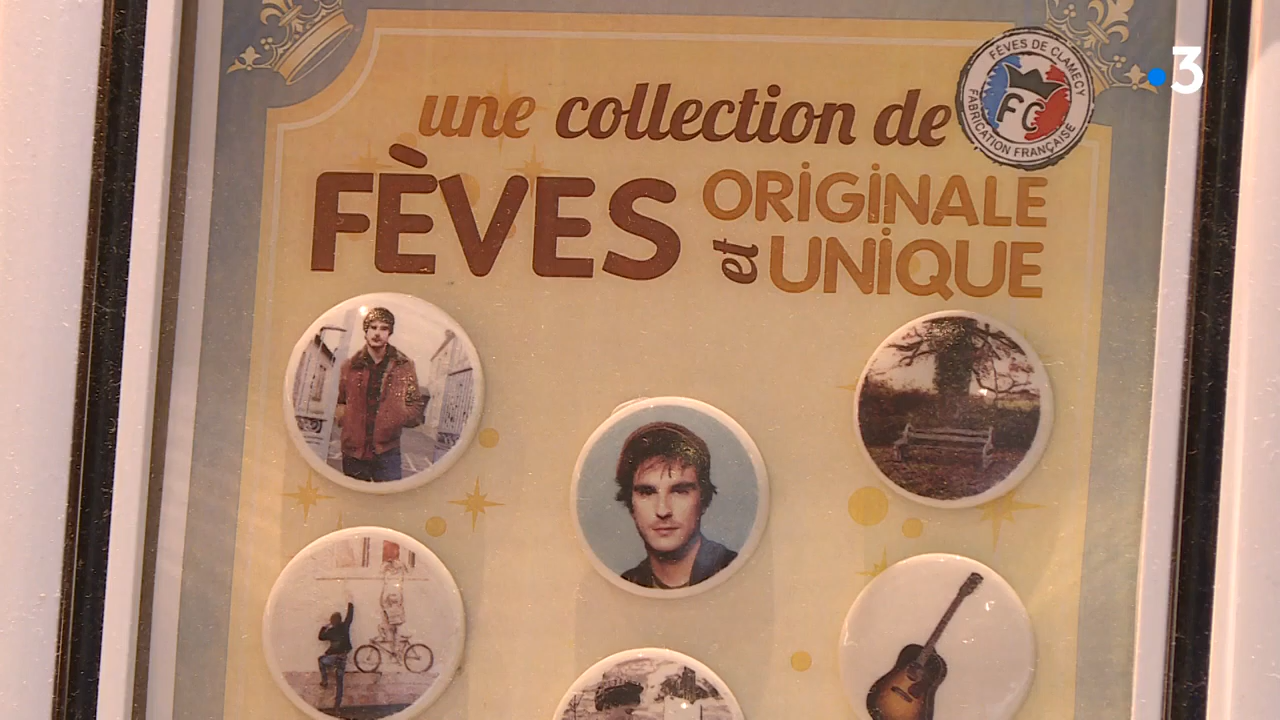 3
une collection de
FÈVES
ORIGINALE
et UNIQUE
FÈVES DE CLAMECY
FC
FABRICATION FRANÇAISE